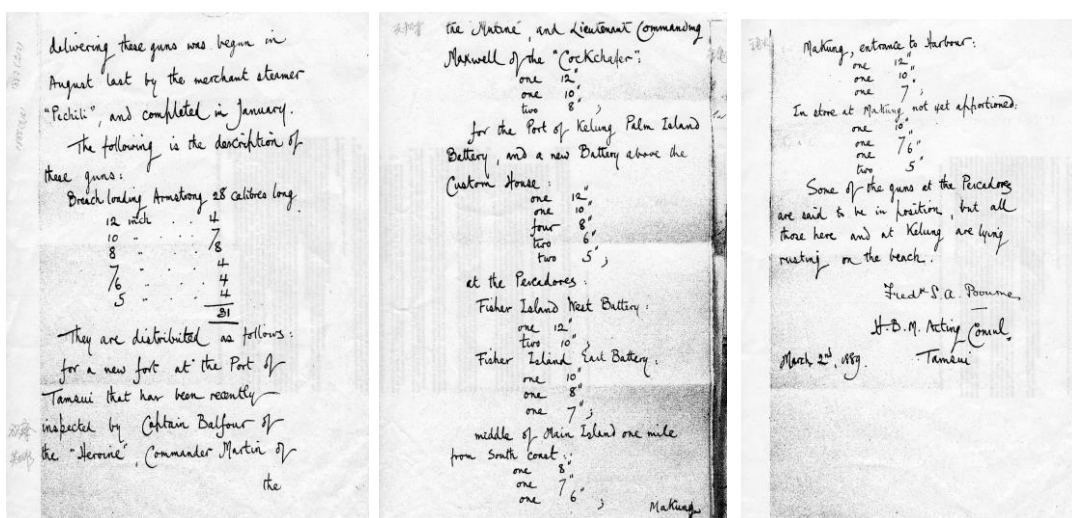 delivering these guns was begun in
August last by the merchant steamer
"Pechili", and completed in January.
The following is the description of
these guns:
Breach loading Armstrong 28 calibres long
12 inch . . . 4
10 " . . . 7
8 " . . . 8
7 " . . . 4
6 " . . . 4
5 " . . . 4
31
They are distributed as follows:
for a new fort at the Port of
Tamsui that has been recently
inspected by Captain Balfour of
the "Heroine", Commander Martin of
the
the "Mutine", and Lieutenant Commanding
Maxwell of the "Cockchafer":
one 12"
one 10"
two 8";
for the Port of Kelung Palm Island
Battery, and a new Battery above the
Custom House:
one 12"
one 10"
four 8"
two 6"
two 5";
at the Pescadores:
Fisher Island West Battery:
one 12"
two 10";
Fisher Island East Battery:
one 10"
one 8"
one 7";
middle of Main Island one mile
from South coast:
one 8"
one 7"
one 6";
Makung
Makung, entrance to Harbour:
one 12"
one 10"
one 7";
In store at Makung, not yet apportioned:
one 10"
one 7"
one 6"
two 5"
Some of the guns at the Pescadores
are said to be in position, but all
those here and at Kelung are lying
rusting on the beach.
Fredk S. A. Bourne
H.B.M. Acting Consul,
March 2nd, 1889. Tamsui